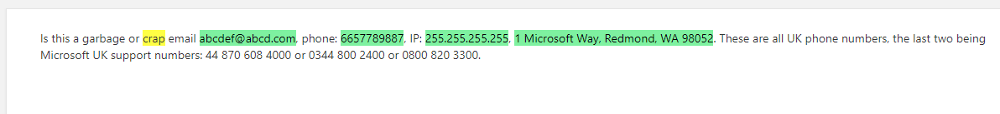 Is this a garbage or crap email abcdef@abcd.com, phone: 6657789887, IP: 255.255.255.255, 1 Microsoft Way, Redmond, WA 98052. These are all UK phone numbers, the last two being
Microsoft UK support numbers: 44 870 608 4000 or 0344 800 2400 or 0800 820 3300.